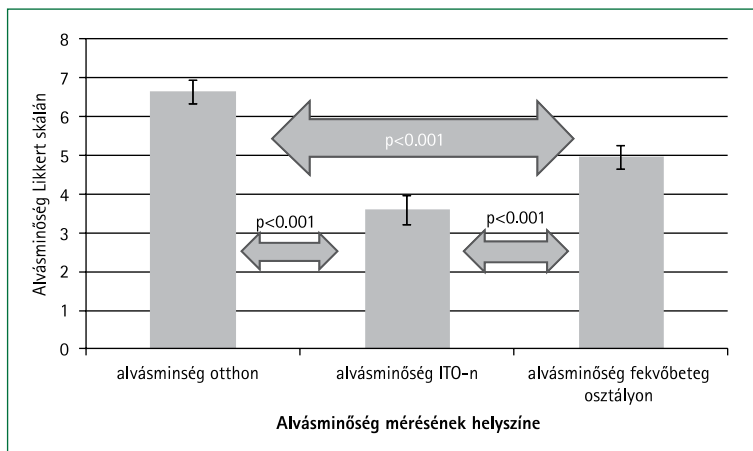 8
7
6
5
4
3
2
1
0
Alvásminőség Likkert skálán
p<0.001
p<0.001
p<0.001
alvásminség otthon
alvásminőség ITO-n
alvásminőség fekvőbeteg
osztályon
Alvásminőség mérésének helyszíne